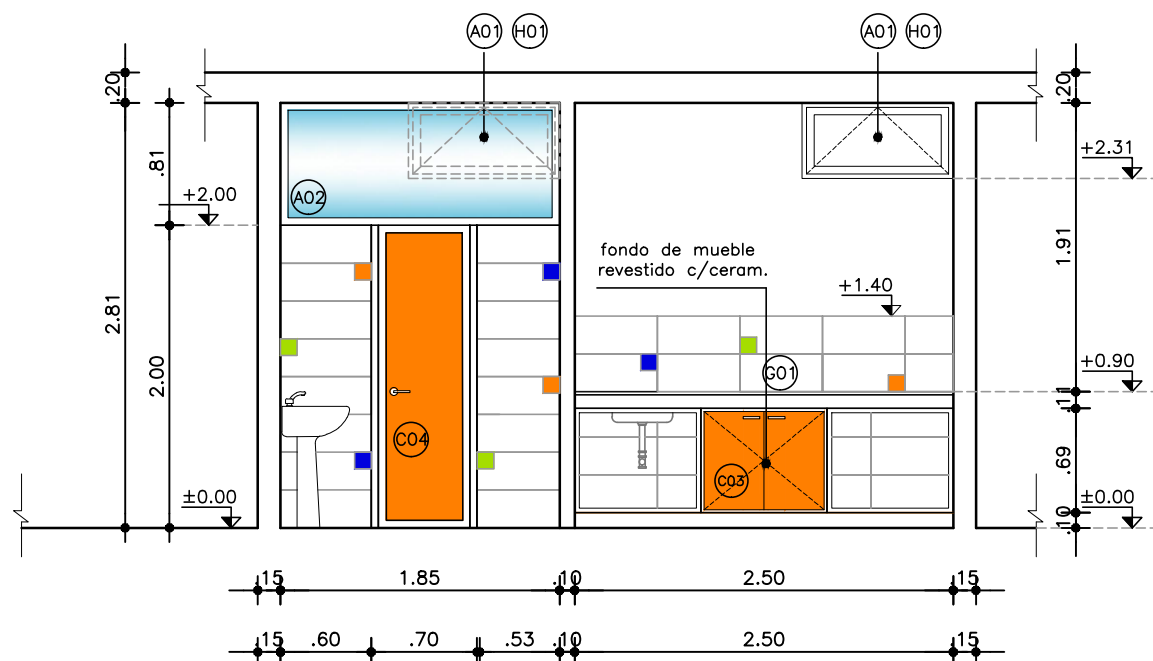 A01 H01
A01 H01
.20
.20
.81
+2.31
A02
+2.00
fondo de mueble
revestido c/ceram.
1.91
+1.40
2.81
2.00
+0.90
G01
.11
C04
C03
.69
±0.00
±0.00
.10
.15 1.85 .10 2.50 .15
.15 .60 .70 .53 .10 2.50 .15